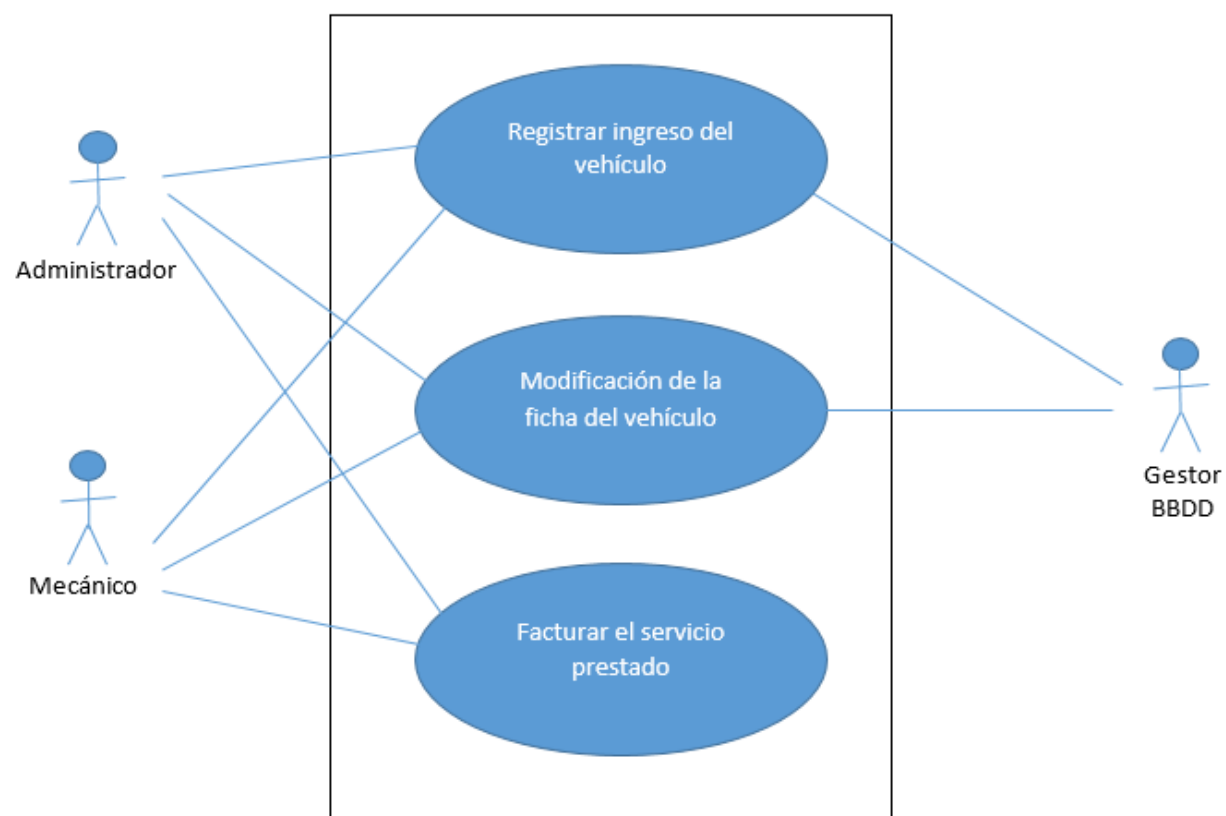 Registrar ingreso del
vehículo
Administrador
Modificación de la
ficha del vehículo
Gestor
BBDD
Mecánico
Facturar el servicio
prestado